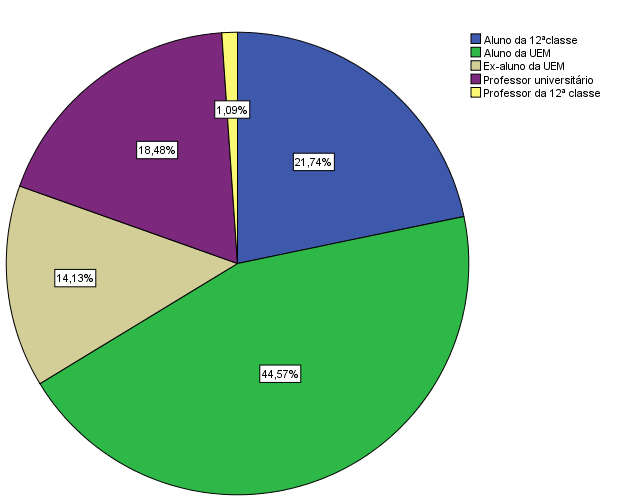 Aluno da 12ªclasse
Aluno da UEM
Ex-aluno da UEM
Professor universitário
Professor da 12ª classe
1,09%
18,48%
21,74%
14,13%
44,57%